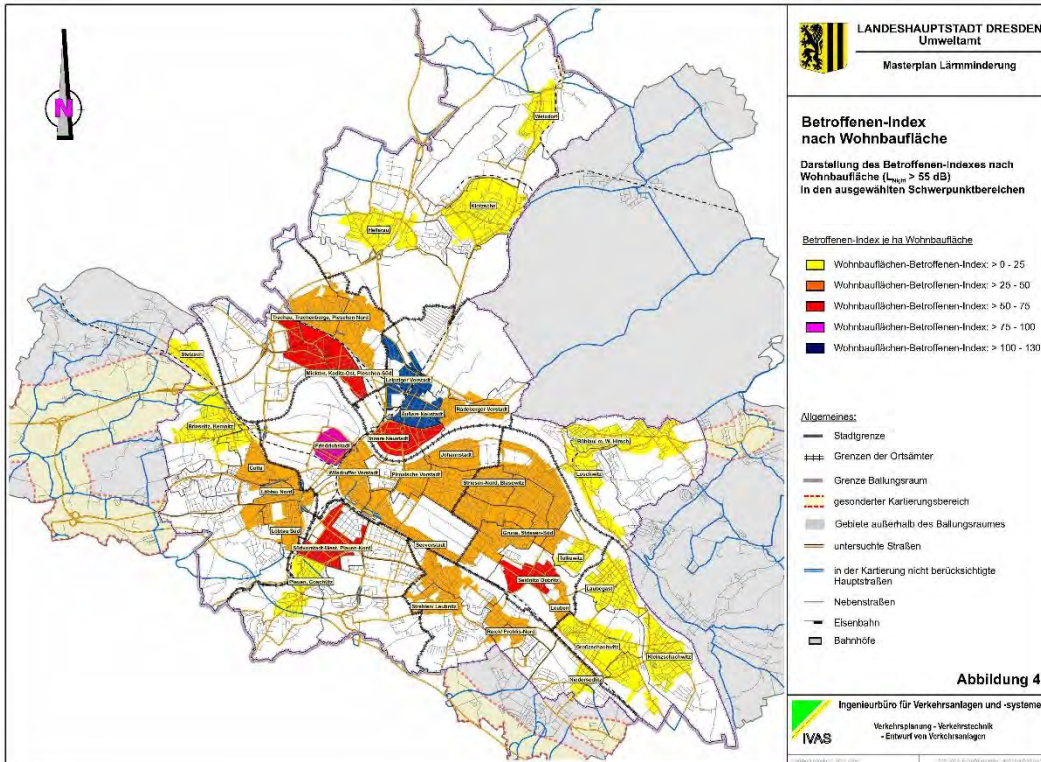 N
Weixdorf
Klotzsche
Hellerau
Trachau, Trachenberge, Pieschen Nord
Mickten, Kaditz-Ost, Pieschen-Süd
Leipziger Vorstadt
Äußere Neustadt
Radeberger Vorstadt
Innere Neustadt
Stetzsch
Briesnitz, Kemnitz
Friedrichstadt
Cotta
Löbtau Nord
Löbtau Süd
Wilsdruffer Vorstadt
Pirnaische Vorstadt
Johannstadt
Striesen-Nord, Blasewitz
Bühlau m. W. Hirsch
Loschwitz
Gruna, Striesen-Süd
Seevorstadt
Südvorstadt-West, Plauen-Nord
Plauen, Coschütz
Strehlen/ Leubnitz
Reick/ Prohlis-Nord
Seidnitz Dobritz
Tolkewitz
Laubegast
Leuben
Großzschachwitz
Kleinzschachwitz
Niedersedlitz
LANDESHAUPTSTADT DRESDEN
Umweltamt
Masterplan Lärmminderung
Betroffenen-Index
nach Wohnbaufläche
Darstellung des Betroffenen-Indexes nach
Wohnbaufläche (LNight > 55 dB)
in den ausgewählten Schwerpunktbereichen
Betroffenen-Index je ha Wohnbaufläche
Wohnbauflächen-Betroffenen-Index: > 0 - 25
Wohnbauflächen-Betroffenen-Index: > 25 - 50
Wohnbauflächen-Betroffenen-Index: > 50 - 75
Wohnbauflächen-Betroffenen-Index: > 75 - 100
Wohnbauflächen-Betroffenen-Index: > 100 - 130
Allgemeines:
Stadtgrenze
Grenzen der Ortsämter
Grenze Ballungsraum
gesonderter Kartierungsbereich
Gebiete außerhalb des Ballungsraumes
untersuchte Straßen
in der Kartierung nicht berücksichtigte
Hauptstraßen
Nebenstraßen
Eisenbahn
Bahnhöfe
Abbildung 4
Ingenieurbüro für Verkehrsanlagen und -systeme
Verkehrsplanung - Verkehrstechnik
- Entwurf von Verkehrsanlagen
IVAS